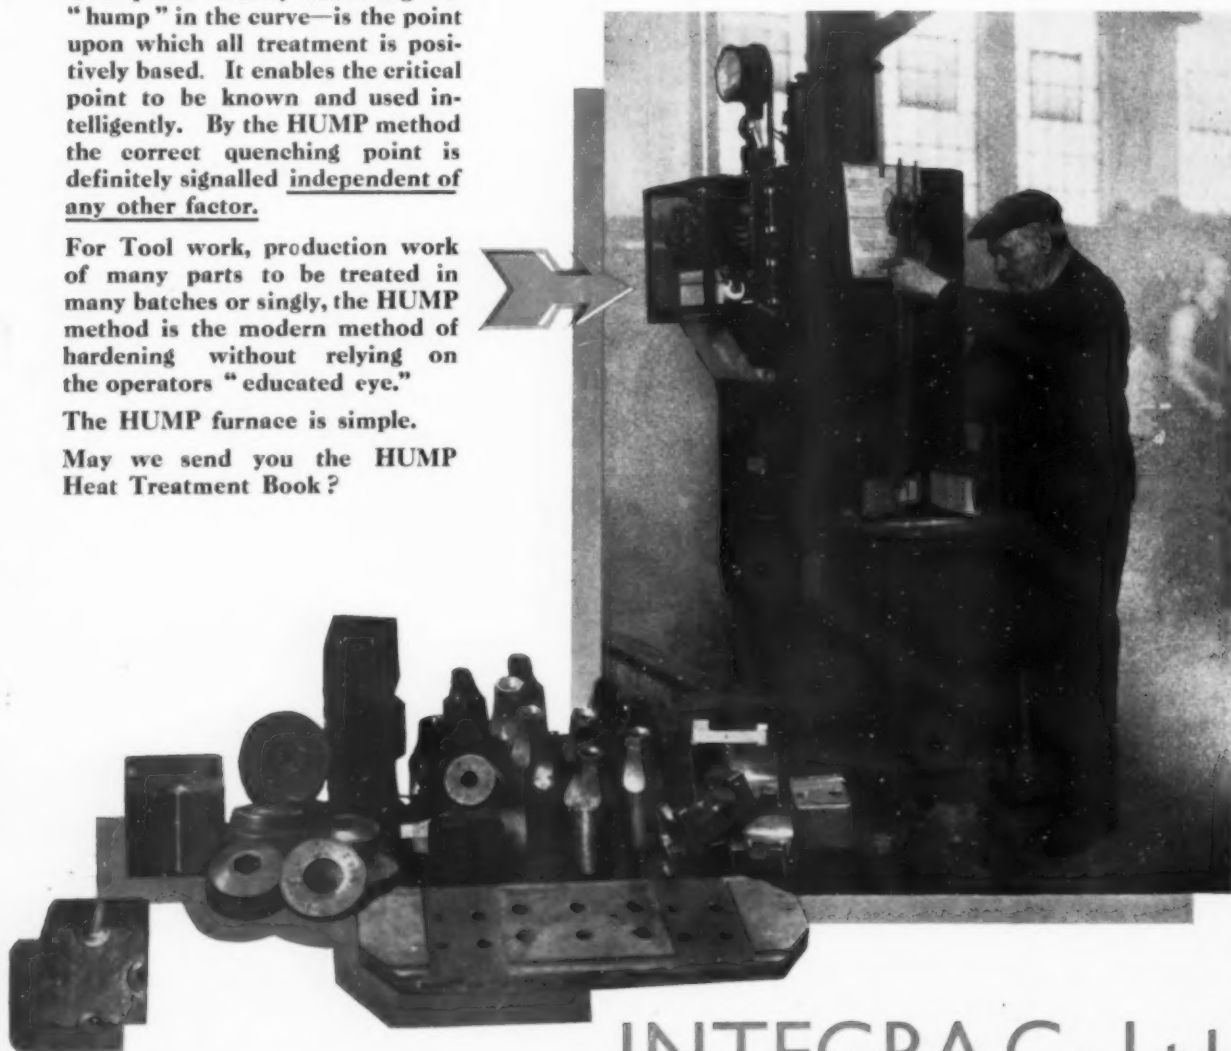 “hump” in the curve—is the point
upon which all treatment is posi-
tively based. It enables the critical
point to be known and used in-
telligently. By the HUMP method
the correct quenching point is
definitely signalled independent of
any other factor.
For Tool work, production work
of many parts to be treated in
many batches or singly, the HUMP
method is the modern method of
hardening without relying on
the operators “educated eye.”
The HUMP furnace is simple.
May we send you the HUMP
Heat Treatment Book?